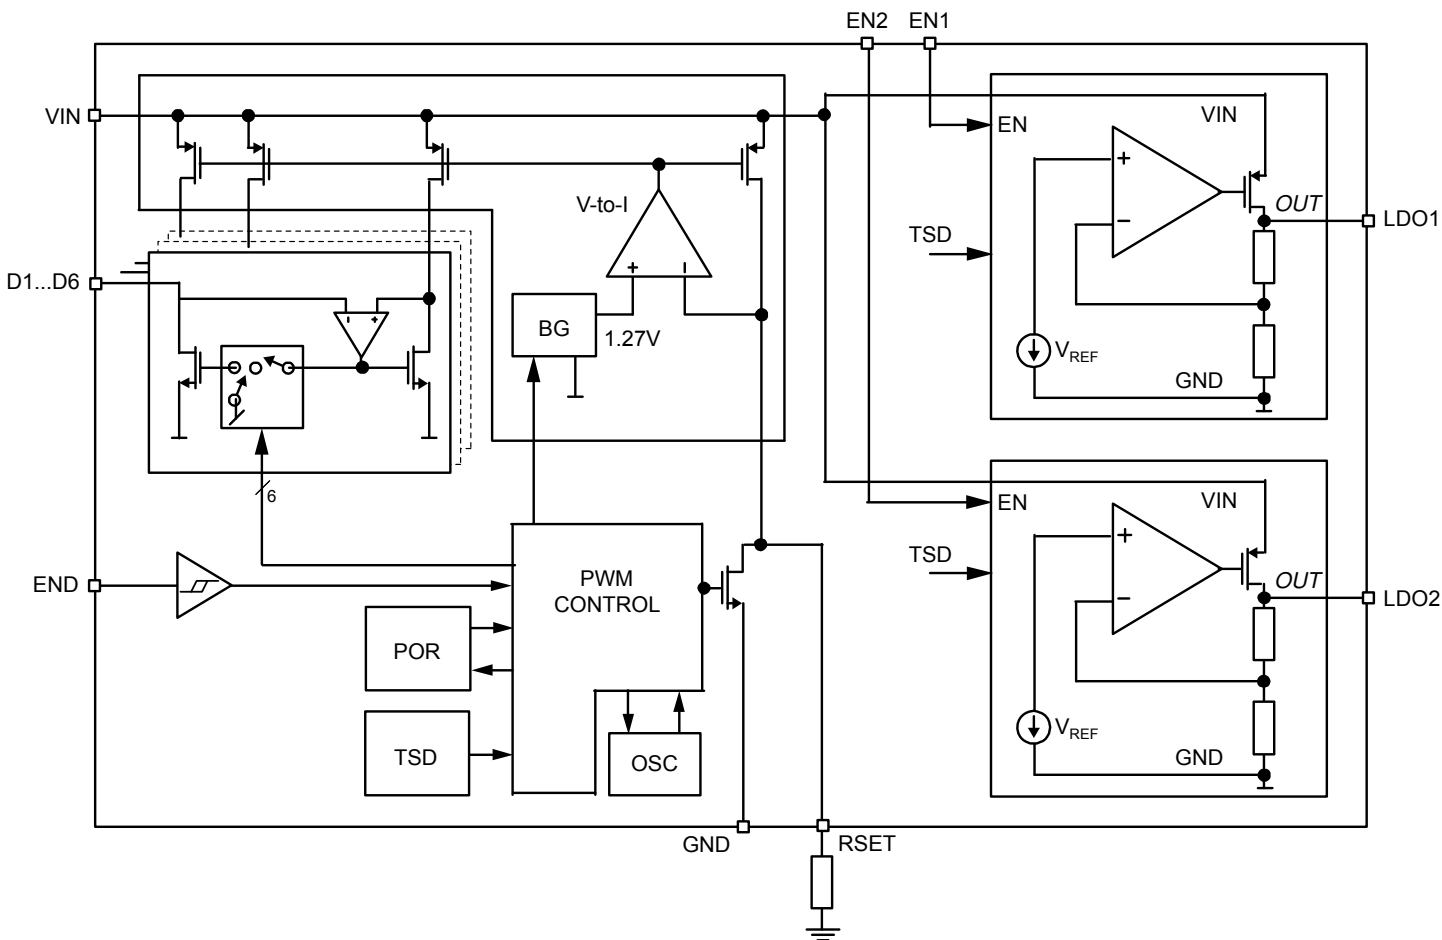 EN2 EN1
VIN
EN
VIN
V-to-I
+
−
OUT
LDO1
TSD
D1...D6
+ −
− +
BG
1.27V
VREF
GND
6
EN
VIN
TSD
+
−
OUT
END
PWM
CONTROL
LDO2
POR
VREF
TSD
OSC
GND
GND
RSET